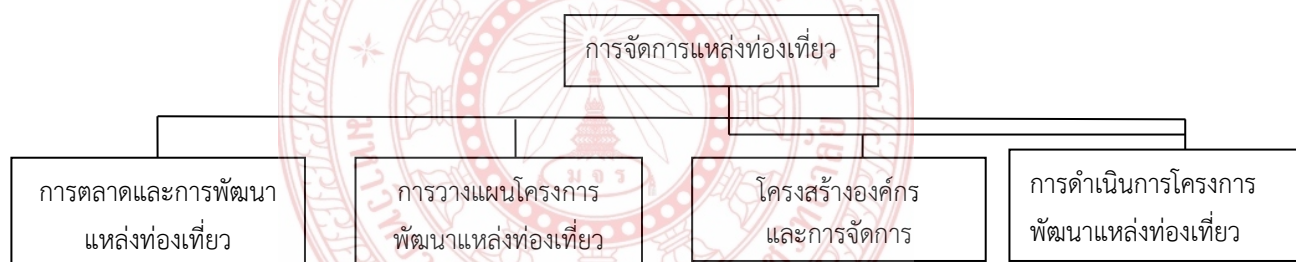 การจัดการแหล่งท่องเที่ยว
การตลาดและการพัฒนา
แหล่งท่องเที่ยว
การวางแผนโครงการ
พัฒนาแหล่งท่องเที่ยว
โครงสร้างองค์กร
และการจัดการ
การดำเนินการโครงการ
พัฒนาแหล่งท่องเที่ยว
ม จ ร